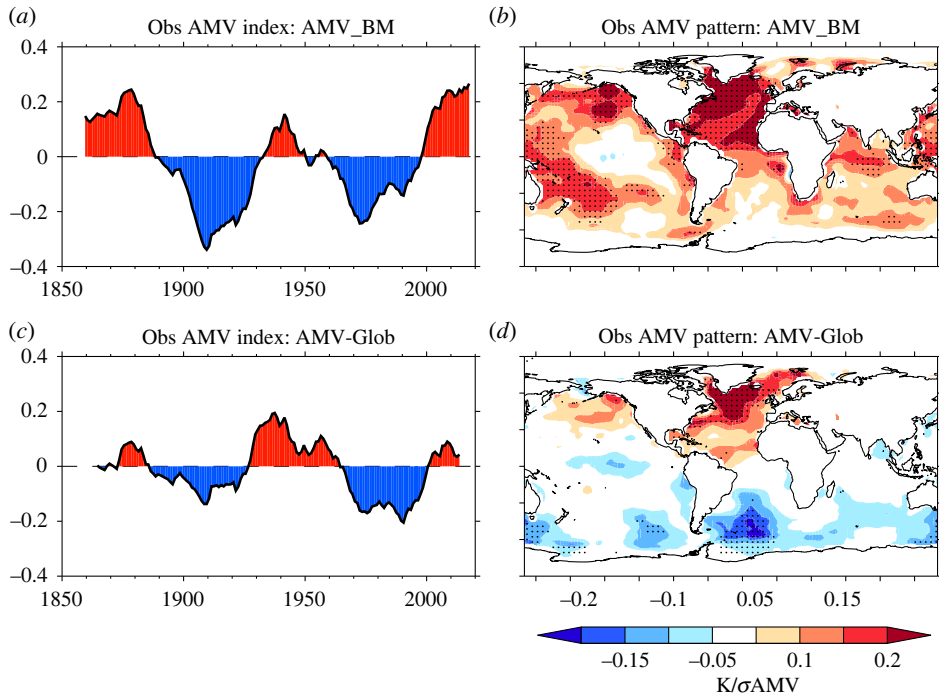 (a) Obs AMV index: AMV_BM
0.4
0.2
0
−0.2
−0.4
1850 1900 1950 2000
(b) Obs AMV pattern: AMV_BM
(c) Obs AMV index: AMV-Glob
0.4
0.2
0
−0.2
−0.4
1850 1900 1950 2000
(d) Obs AMV pattern: AMV-Glob
−0.2 −0.1 0.05 0.15
−0.15 −0.05 0.1 0.2
K/σAMV